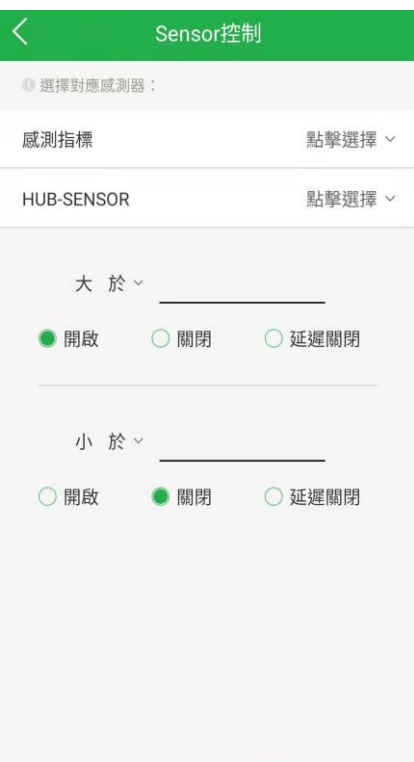 Sensor控制
選擇對應感測器：
感測指標 點擊選擇
HUB-SENSOR 點擊選擇
大 於
開啟 關閉 延遲關閉
小 於
開啟 關閉 延遲關閉